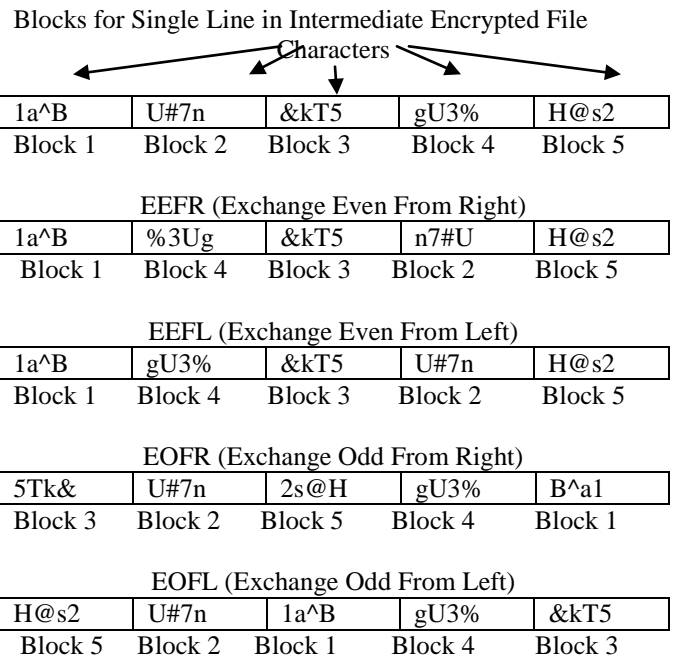 Blocks for Single Line in Intermediate Encrypted File
Characters
1a^B U#7n &kT5 gU3% H@s2
Block 1 Block 2 Block 3 Block 4 Block 5
EEFR (Exchange Even From Right)
1a^B %3Ug &kT5 n7#U H@s2
Block 1 Block 4 Block 3 Block 2 Block 5
EEFL (Exchange Even From Left)
1a^B gU3% &kT5 U#7n H@s2
Block 1 Block 4 Block 3 Block 2 Block 5
EOFR (Exchange Odd From Right)
5Tk& U#7n 2s@H gU3% B^a1
Block 3 Block 2 Block 5 Block 4 Block 1
EOFL (Exchange Odd From Left)
H@s2 U#7n 1a^B gU3% &kT5
Block 5 Block 2 Block 1 Block 4 Block 3